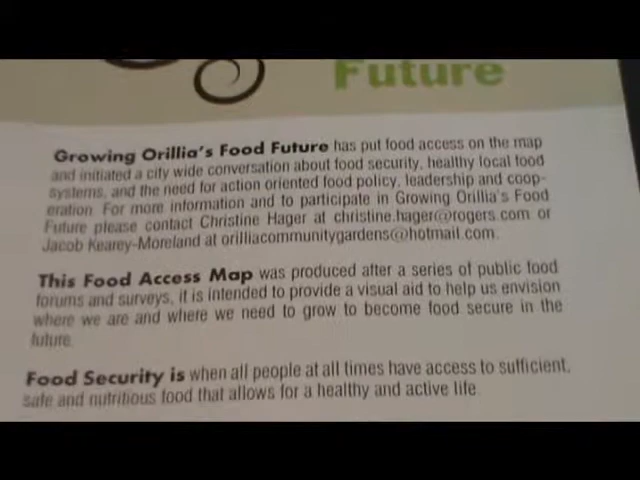 Future
Growing Orillia's Food Future has put food access on the map
and initiated a city wide conversation about food security, healthy local food
systems, and the need for action oriented food policy, leadership and coop-
eration. For more information and to participate in Growing Orillia's Food
Future please contact Christine Hager at christine.hager@rogers.com or
Jacob Kearey-Moreland at orilliacommunitygardens@hotmail.com.
This Food Access Map was produced after a series of public food
forums and surveys, it is intended to provide a visual aid to help us envision
where we are and where we need to grow to become food secure in the
future.
Food Security is when all people at all times have access to sufficient,
safe and nutritious food that allows for a healthy and active life.